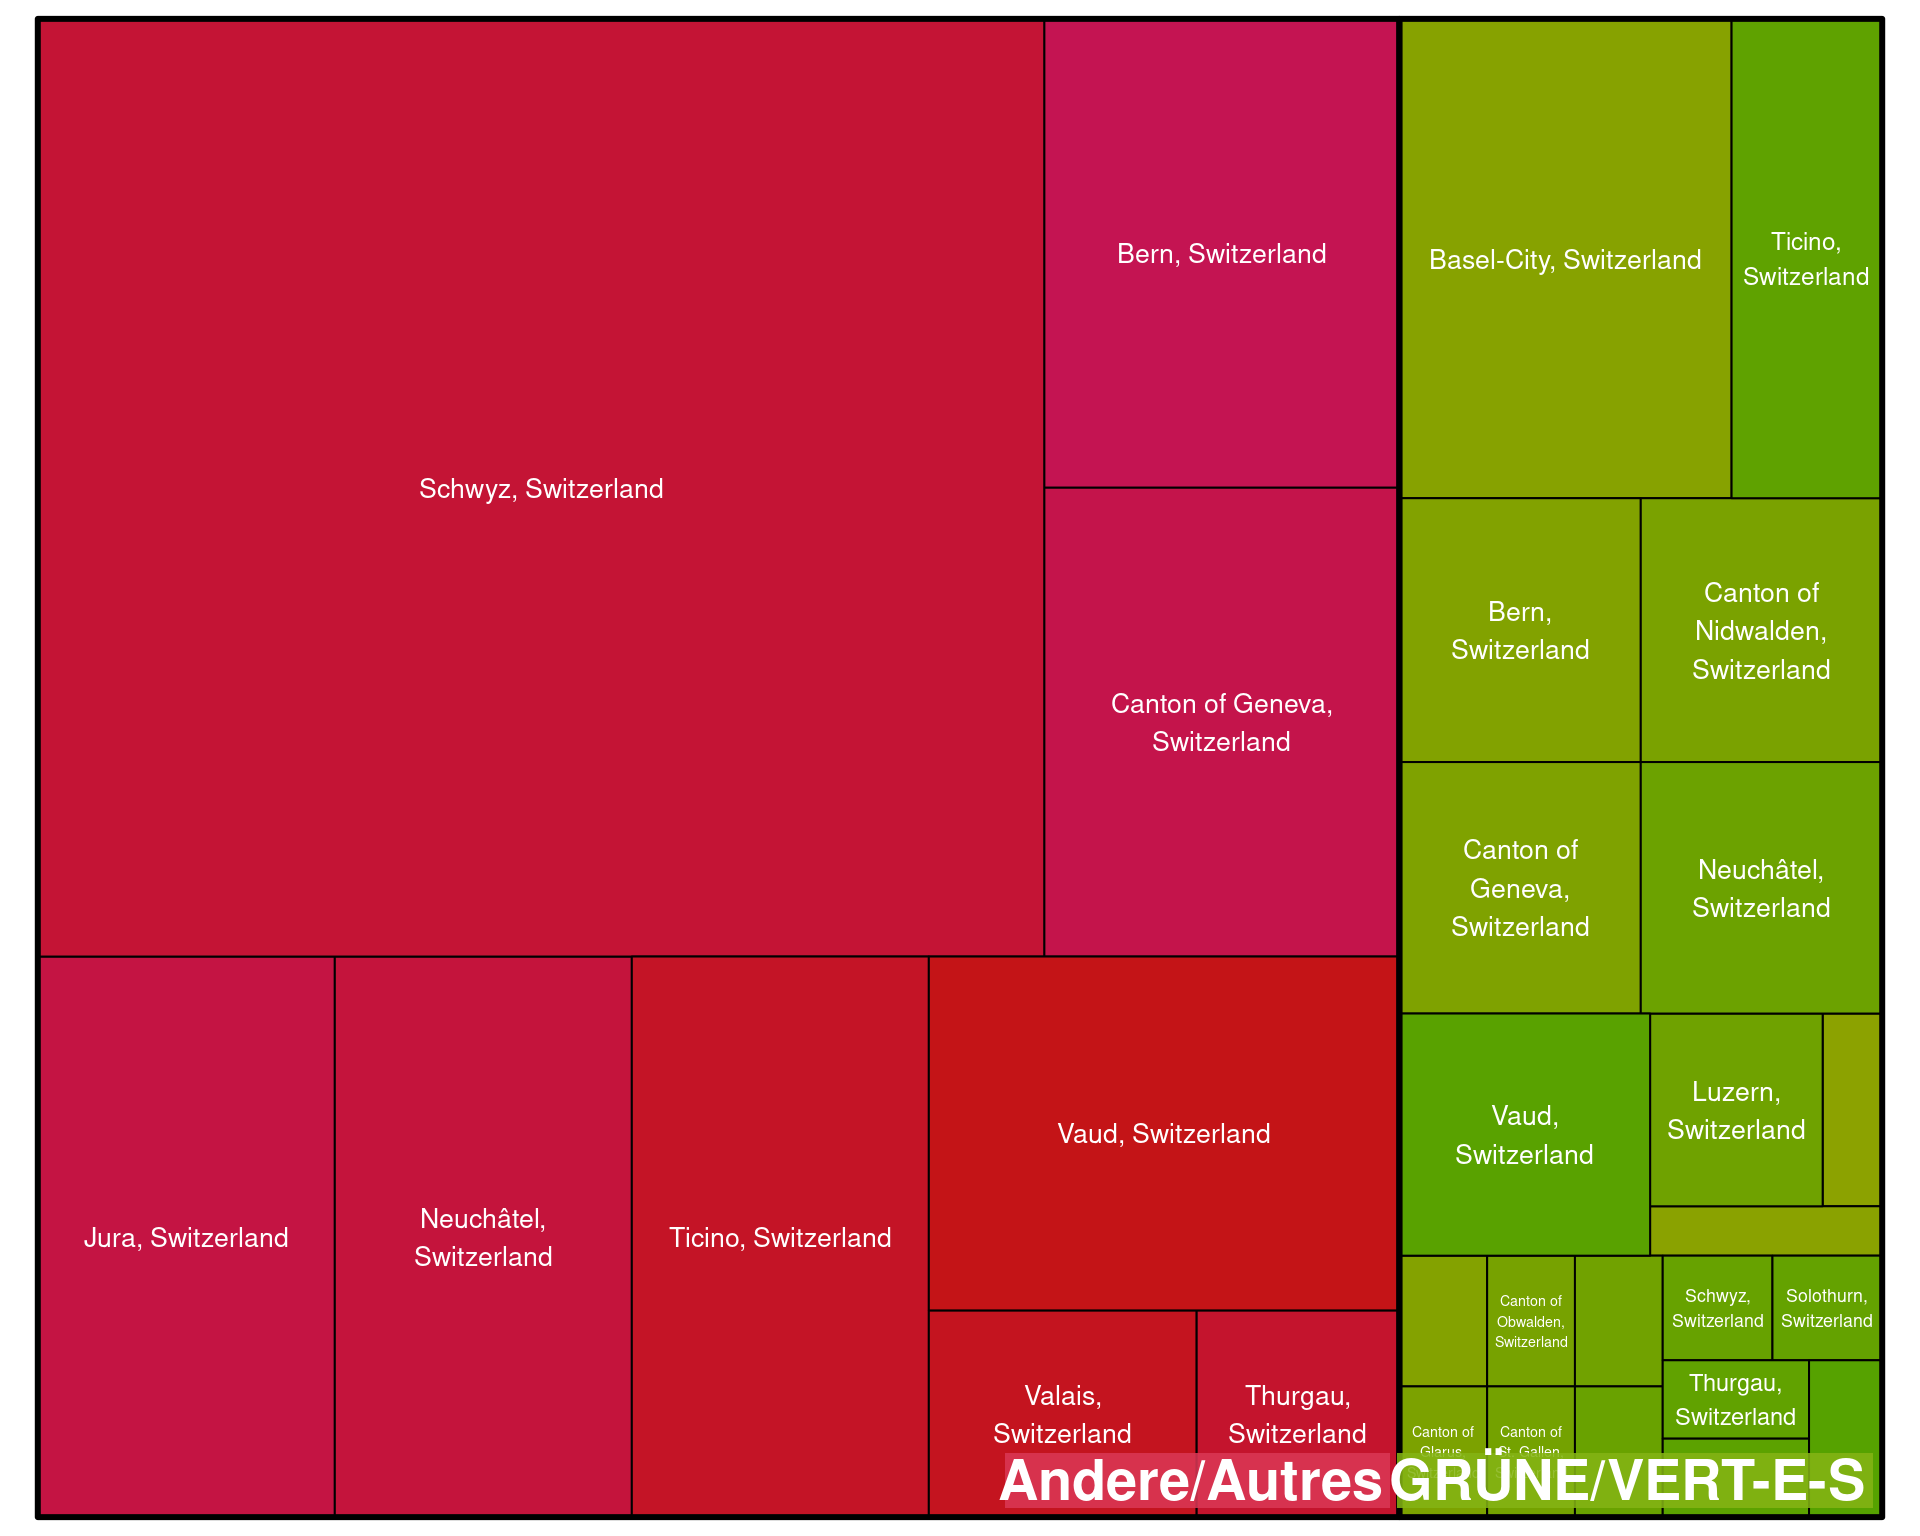 Schwyz, Switzerland
Bern, Switzerland
Canton of Geneva,
Switzerland
Jura, Switzerland
Neuchâtel,
Switzerland
Ticino, Switzerland
Vaud, Switzerland
Valais,
Switzerland
Thurgau,
Switzerland
Andere/Autres
Basel-City, Switzerland
Ticino,
Switzerland
Bern,
Switzerland
Canton of
Nidwalden,
Switzerland
Canton of
Geneva,
Switzerland
Neuchâtel,
Switzerland
Vaud,
Switzerland
Luzern,
Switzerland
Canton of
Obwalden,
Switzerland
Schwyz,
Switzerland
Solothurn,
Switzerland
Thurgau,
Switzerland
Canton of
Glarus,
Canton of
St. Gallen,
GRÜNE/VERT-E-S